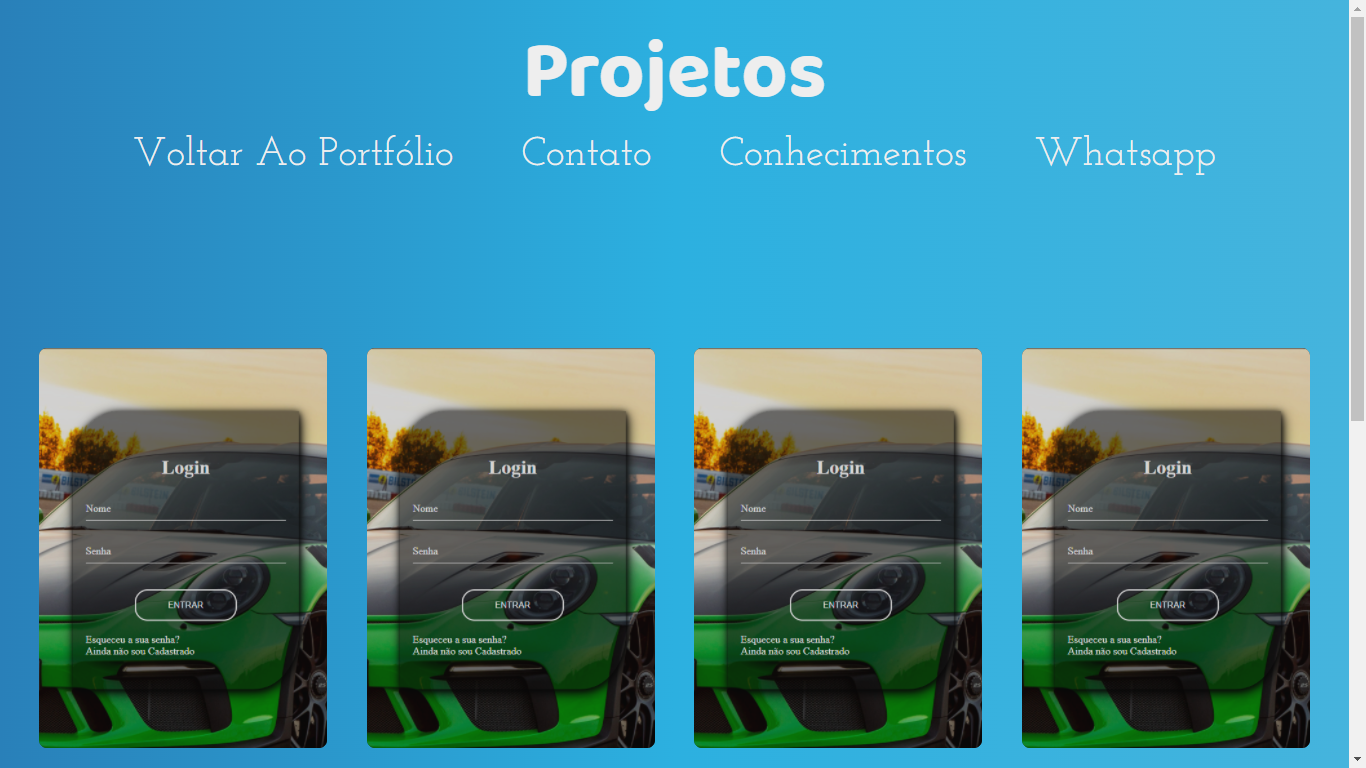 Projetos
Voltar Ao Portfólio Contato Conhecimentos Whatsapp
Login
Nome
Senha
ENTRAR
Esqueceu a sua senha?
Ainda não sou Cadastrado
Login
Nome
Senha
ENTRAR
Esqueceu a sua senha?
Ainda não sou Cadastrado
Login
Nome
Senha
ENTRAR
Esqueceu a sua senha?
Ainda não sou Cadastrado
Login
Nome
Senha
ENTRAR
Esqueceu a sua senha?
Ainda não sou Cadastrado